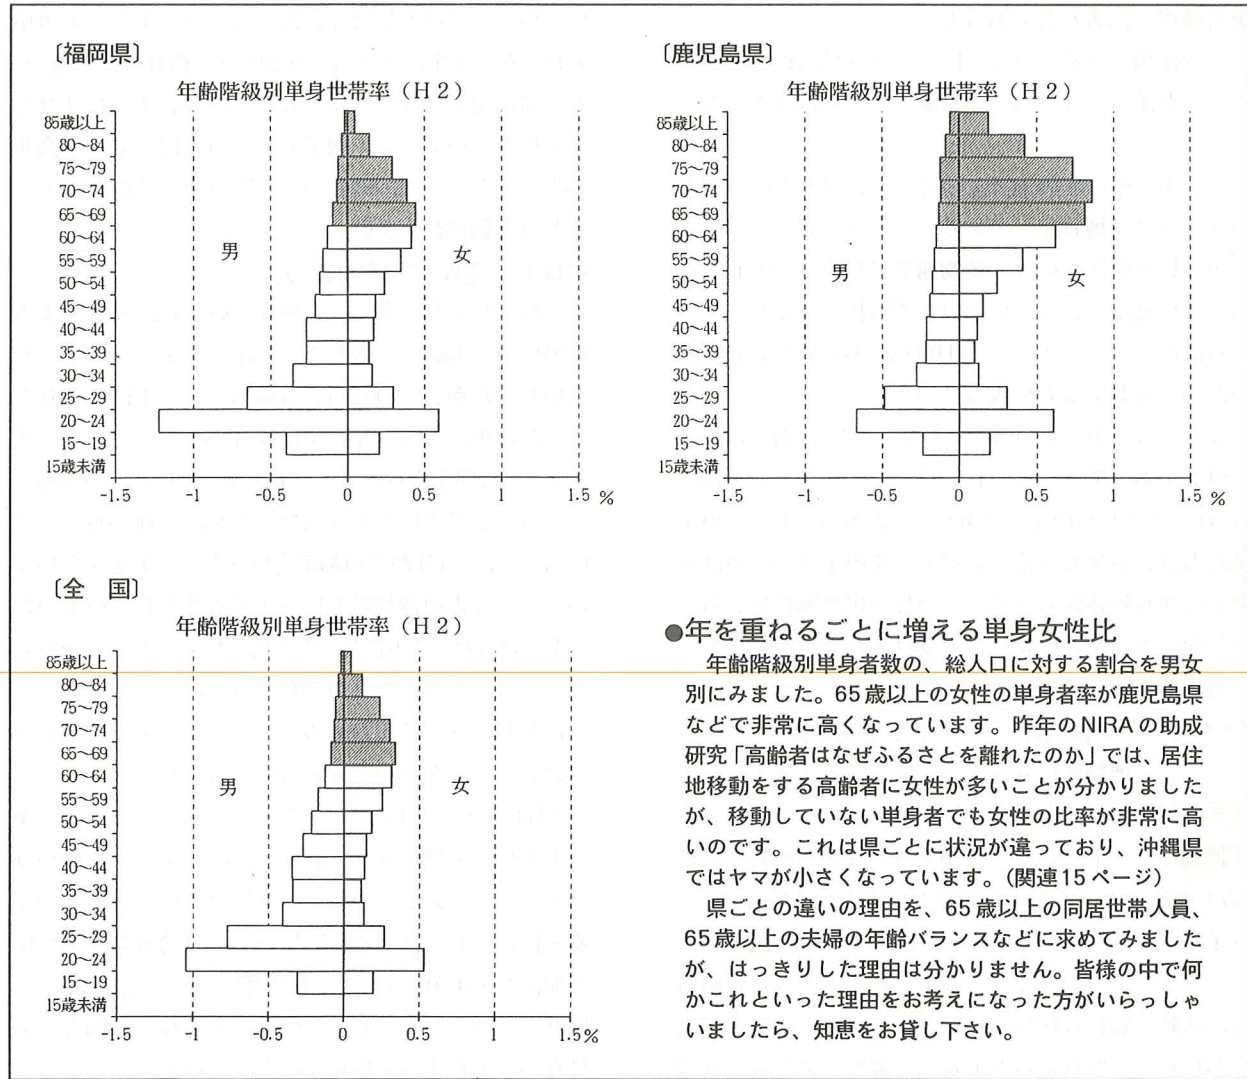 〔福岡県〕
年齢階級別単身世帯率（H2）
85歳以上
80〜84
75〜79
70〜74
65〜69
60〜64
55〜59
50〜54
45〜49
40〜44
35〜39
30〜34
25〜29
20〜24
15〜19
15歳未満
男
女
-1.5 -1 -0.5 0 0.5 1 1.5 %
〔鹿児島県〕
年齢階級別単身世帯率（H2）
85歳以上
80〜84
75〜79
70〜74
65〜69
60〜64
55〜59
50〜54
45〜49
40〜44
35〜39
30〜34
25〜29
20〜24
15〜19
15歳未満
男
女
-1.5 -1 -0.5 0 0.5 1 1.5 %
〔全　国〕
年齢階級別単身世帯率（H2）
85歳以上
80〜84
75〜79
70〜74
65〜69
60〜64
55〜59
50〜54
45〜49
40〜44
35〜39
30〜34
25〜29
20〜24
15〜19
15歳未満
男
女
-1.5 -1 -0.5 0 0.5 1 1.5 %
●年を重ねるごとに増える単身女性比
年齢階級別単身者数の、総人口に対する割合を男女
別にみました。65歳以上の女性の単身者率が鹿児島県
などで非常に高くなっています。昨年のNIRAの助成
研究「高齢者はなぜふるさとを離れたのか」では、居住
地移動をする高齢者に女性が多いことが分かりました
が、移動していない単身者でも女性の比率が非常に高
いのです。これは県ごとに状況が違っており、沖縄県
ではヤマが小さくなっています。（関連15ページ）
県ごとの違いの理由を、65歳以上の同居世帯人員、
65歳以上の夫婦の年齢バランスなどに求めてみました
が、はっきりした理由は分かりません。皆様の中で何
かこれといった理由をお考えになった方がいらっしゃ
いましたら、知恵をお貸し下さい。